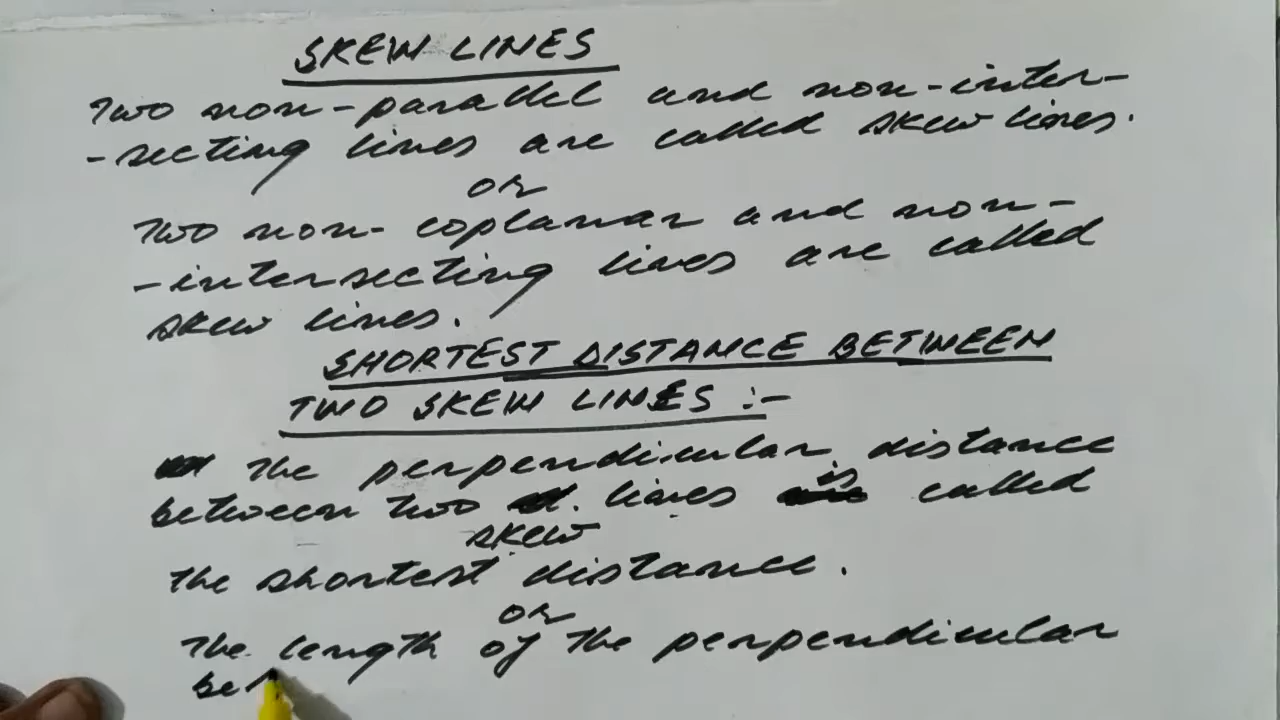 SKEW LINES
Two non-parallel and non-inter-
-secting lines are called skew lines.
or
Two non-coplanar and non-
-intersecting lines are called
skew lines.
SHORTEST DISTANCE BETWEEN
TWO SKEW LINES :-
The perpendicular distance
between two skew lines is called
the shortest distance.
or
The length of the perpendicular
bet